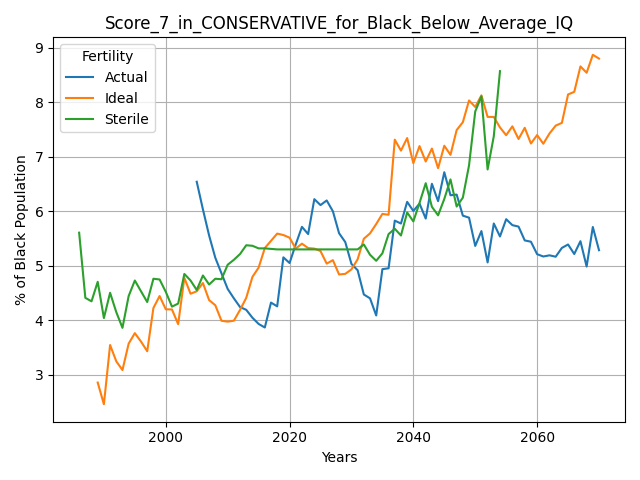 Score_7_in_CONSERVATIVE_for_Black_Below_Average_IQ
Fertility
Actual
Ideal
Sterile
% of Black Population
9
8
7
6
5
4
3
2000
2020
2040
2060
Years